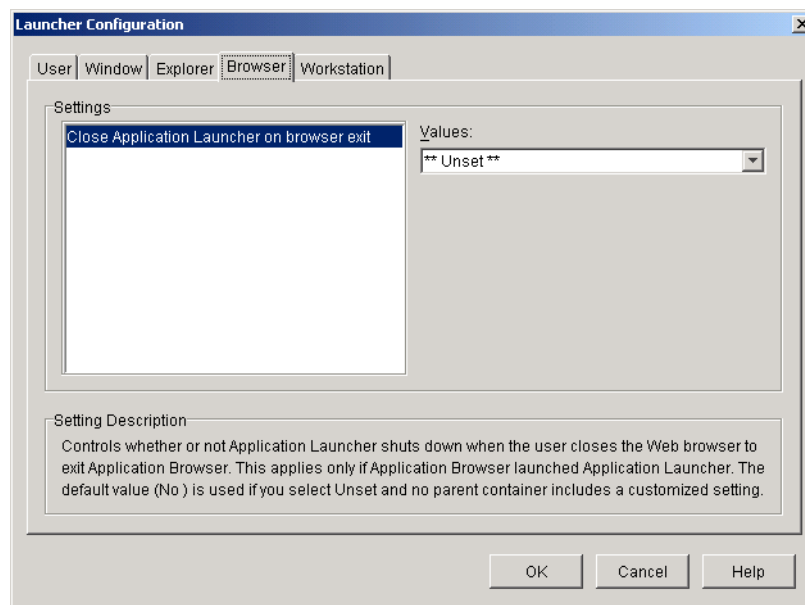 Launcher Configuration
User Window Explorer Browser Workstation
Settings
Close Application Launcher on browser exit
Values:
** Unset **
Setting Description
Controls whether or not Application Launcher shuts down when the user closes the Web browser to
exit Application Browser. This applies only if Application Browser launched Application Launcher. The
default value (No ) is used if you select Unset and no parent container includes a customized setting.
OK Cancel Help